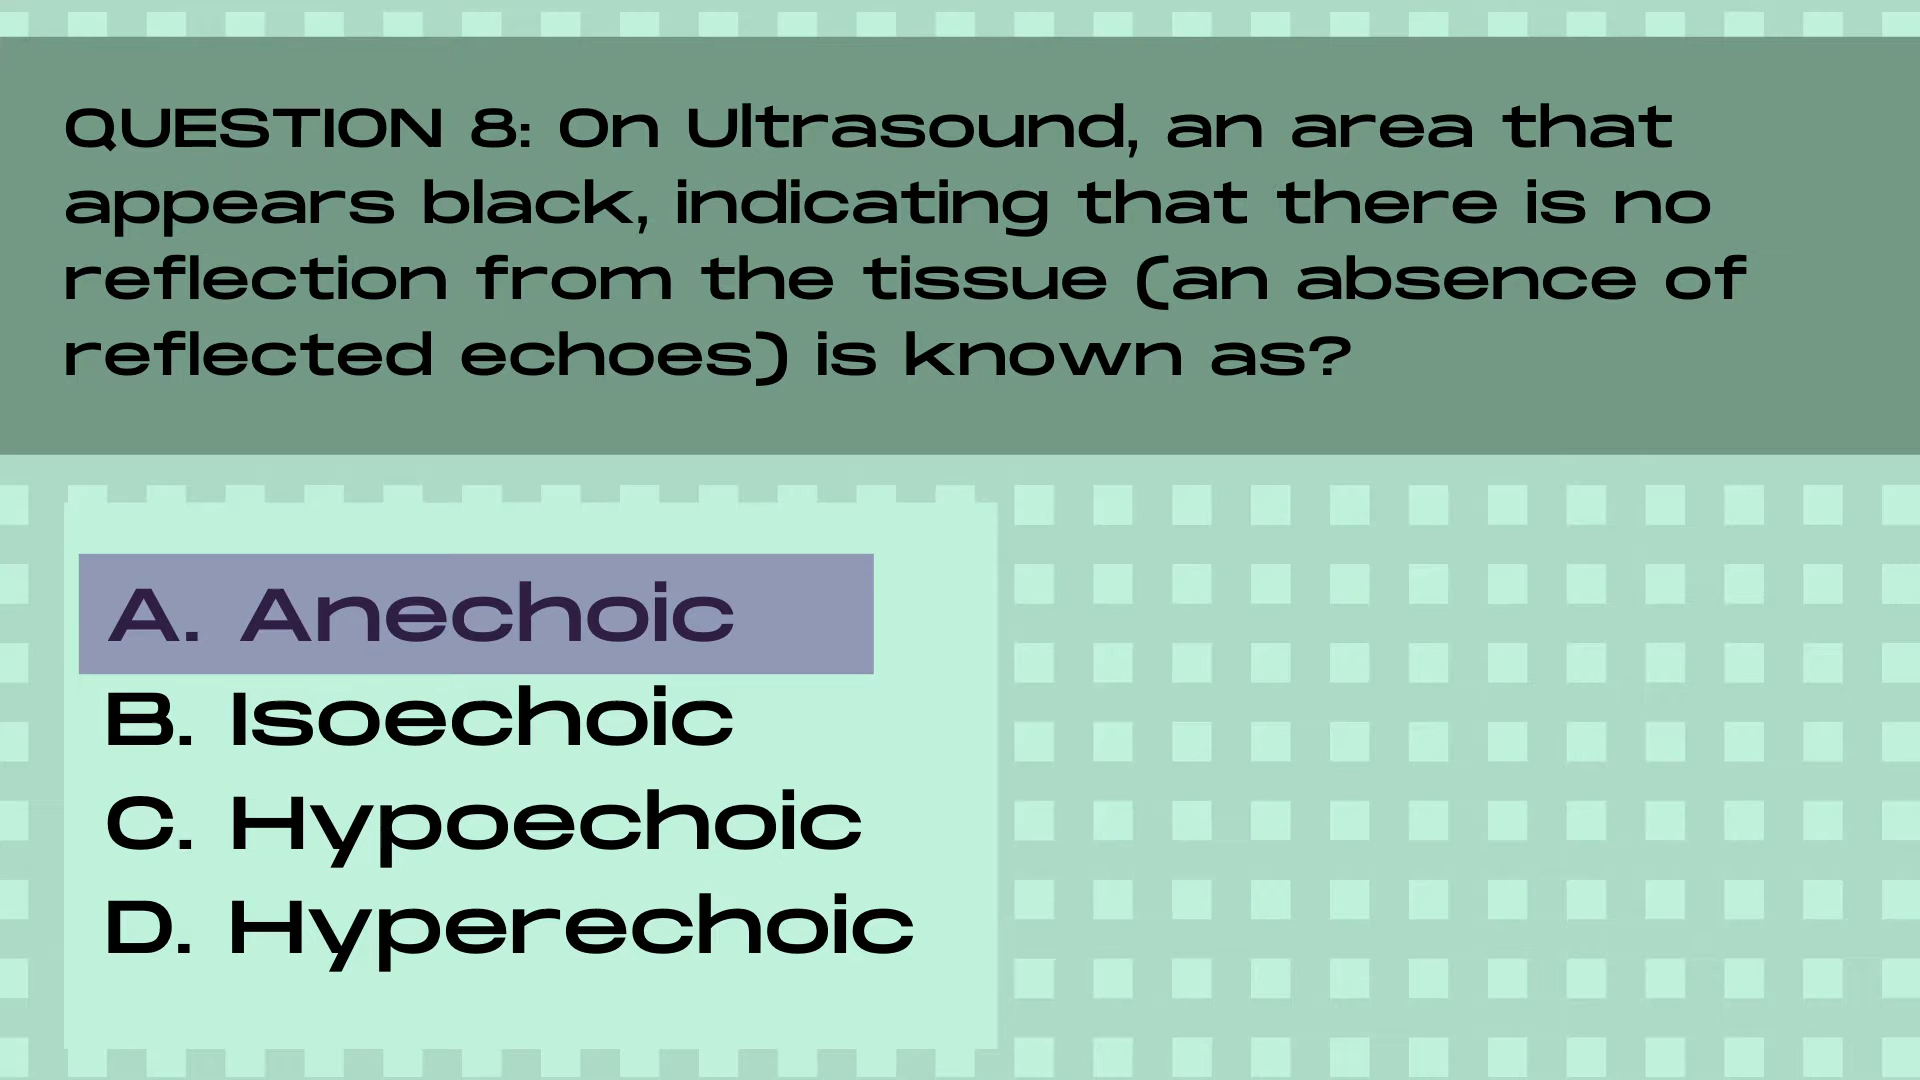 QUESTION 8: On Ultrasound, an area that
appears black, indicating that there is no
reflection from the tissue (an absence of
reflected echoes) is known as?
A. Anechoic
B. Isoechoic
C. Hypoechoic
D. Hyperechoic